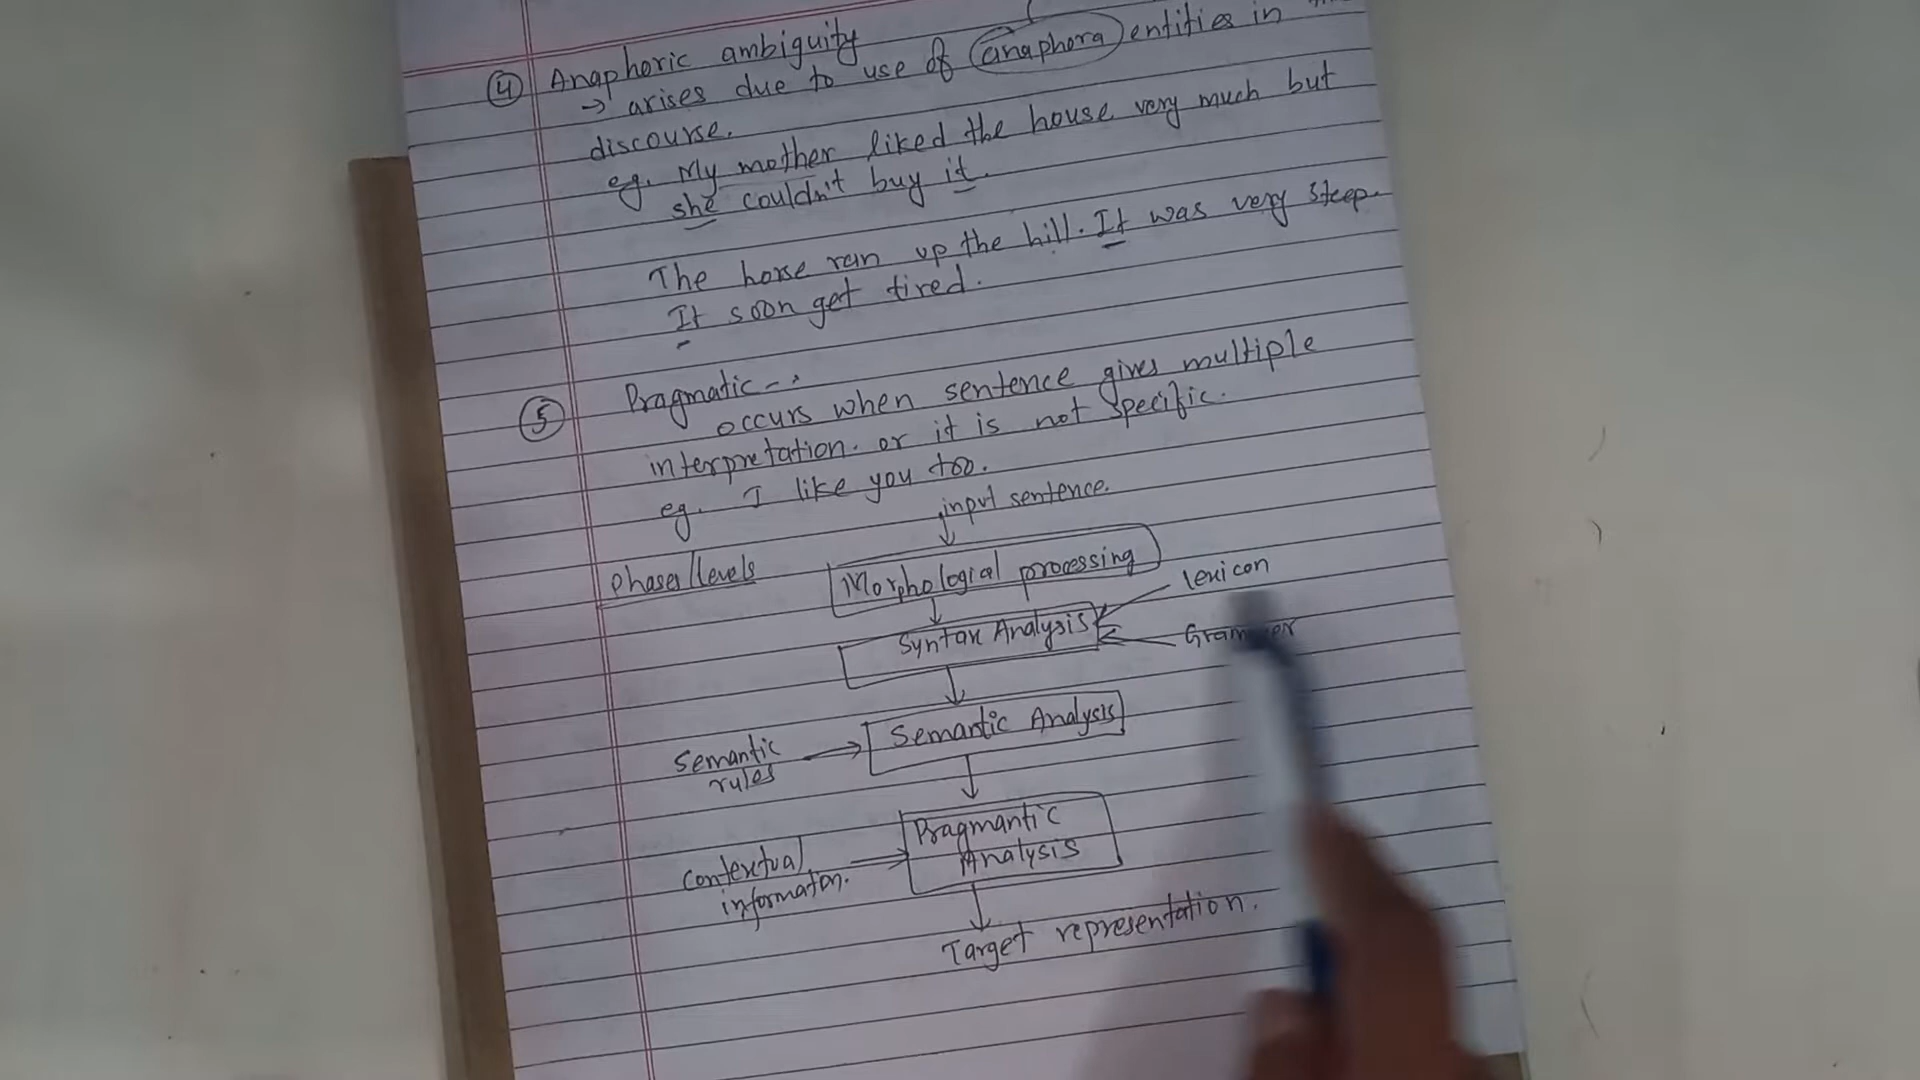 ④ Anaphoric ambiguity
→ arises due to use of anaphora entities in
discourse.
eg. My mother liked the house very much but
she couldn't buy it.
The horse ran up the hill. It was very steep.
It soon get tired.
⑤ Pragmatic -:
occurs when sentence gives multiple
interpretation. or it is not specific.
eg. I like you too.
input sentence.
phases/levels
Morphological processing
lexicon
Syntax Analysis
Semantic Analysis
semantic
rules
Pragmantic
Analysis
contextual
informaton.
Target representation.